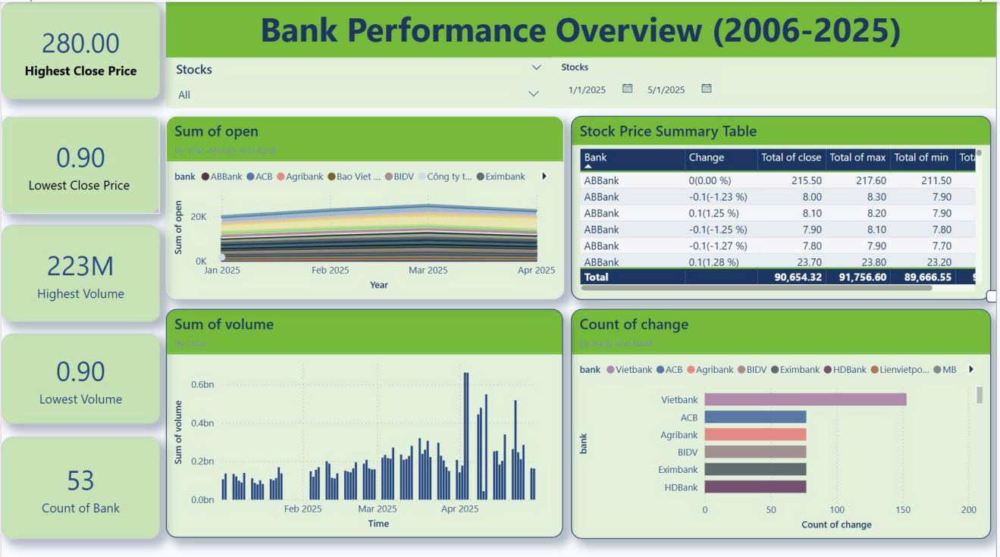 280.00
Highest Close Price
0.90
Lowest Close Price
223M
Highest Volume
0.90
Lowest Volume
53
Count of Bank
Bank Performance Overview (2006-2025)
Stocks
All
Stocks
1/1/2025 5/1/2025
Sum of open
by Year, Month and bank
bank ABBank ACB Agribank Bao Viet ... BIDV Công ty t... Eximbank
Sum of open
20K
0K
Jan 2025 Feb 2025 Mar 2025 Apr 2025
Year
Stock Price Summary Table
Bank Change Total of close Total of max Total of min Tota
ABBank 0(0.00 %) 215.50 217.60 211.50
ABBank -0.1(-1.23 %) 8.00 8.30 7.90
ABBank 0.1(1.25 %) 8.10 8.20 7.90
ABBank -0.1(-1.25 %) 7.90 8.10 7.80
ABBank -0.1(-1.27 %) 7.80 7.90 7.70
ABBank 0.1(1.28 %) 23.70 23.80 23.20
Total 90,654.32 91,756.60 89,666.55
Sum of volume
by Time
Sum of volume
0.6bn
0.4bn
0.2bn
0.0bn
Feb 2025 Mar 2025 Apr 2025
Time
Count of change
by bank and bank
bank Vietbank ACB Agribank BIDV Eximbank HDBank Lienvietpo... MB
bank
Vietbank
ACB
Agribank
BIDV
Eximbank
HDBank
0 50 100 150 200
Count of change